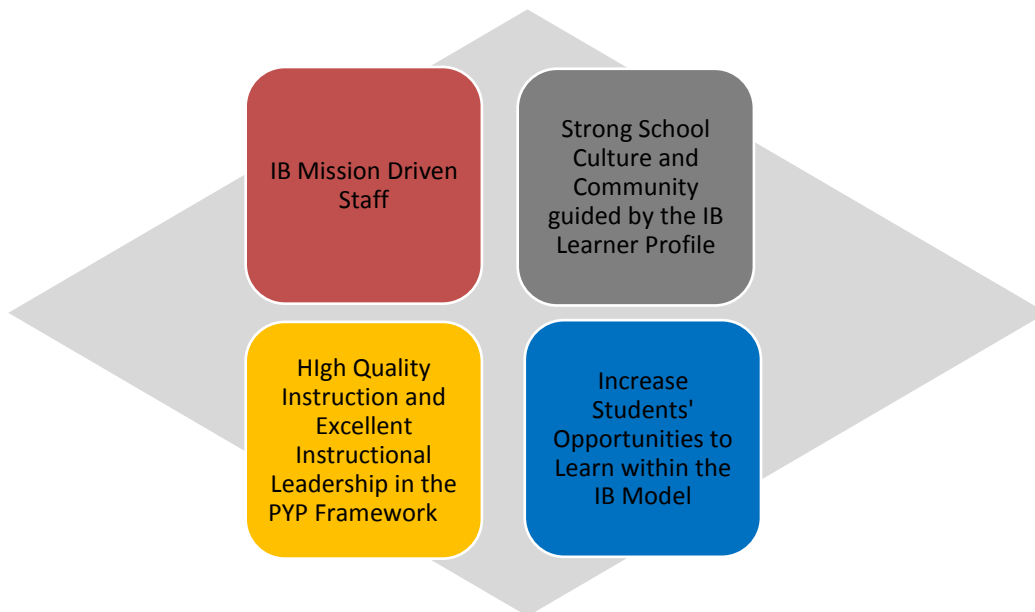 IB Mission Driven
Staff
Strong School
Culture and
Community
guided by the IB
Learner Profile
HIgh Quality
Instruction and
Excellent
Instructional
Leadership in the
PYP Framework
Increase
Students'
Opportunities to
Learn within the
IB Model